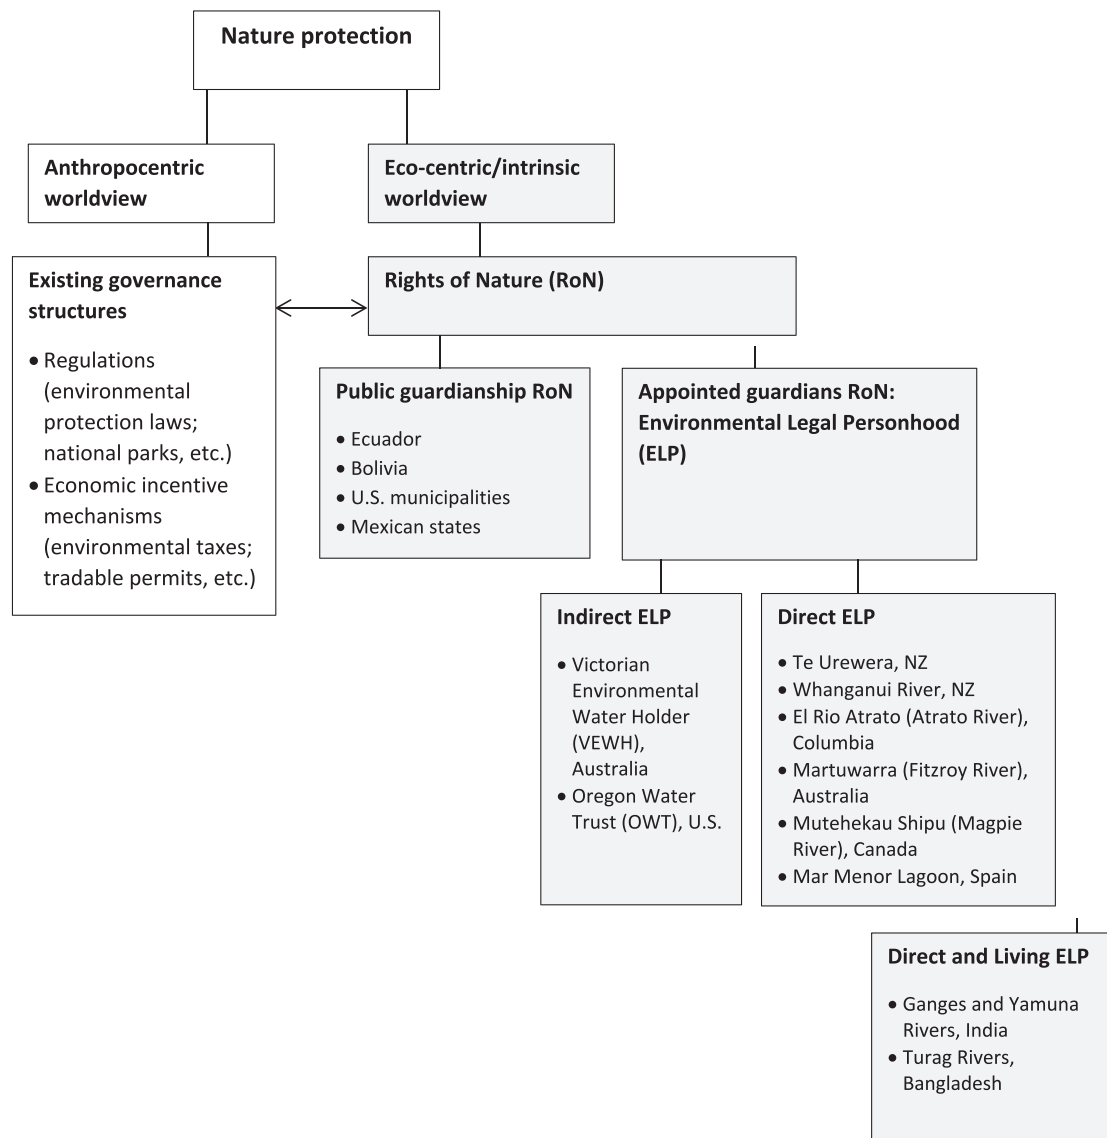 Nature protection
Anthropocentric
worldview
Eco-centric/intrinsic
worldview
Existing governance
structures
• Regulations
(environmental
protection laws;
national parks, etc.)
• Economic incentive
mechanisms
(environmental taxes;
tradable permits, etc.)
Rights of Nature (RoN)
Public guardianship RoN
• Ecuador
• Bolivia
• U.S. municipalities
• Mexican states
Appointed guardians RoN:
Environmental Legal Personhood
(ELP)
Indirect ELP
• Victorian
Environmental
Water Holder
(VEWH),
Australia
• Oregon Water
Trust (OWT), U.S.
Direct ELP
• Te Urewera, NZ
• Whanganui River, NZ
• El Rio Atrato (Atrato River),
Columbia
• Martuwarra (Fitzroy River),
Australia
• Mutehekau Shipu (Magpie
River), Canada
• Mar Menor Lagoon, Spain
Direct and Living ELP
• Ganges and Yamuna
Rivers, India
• Turag Rivers,
Bangladesh